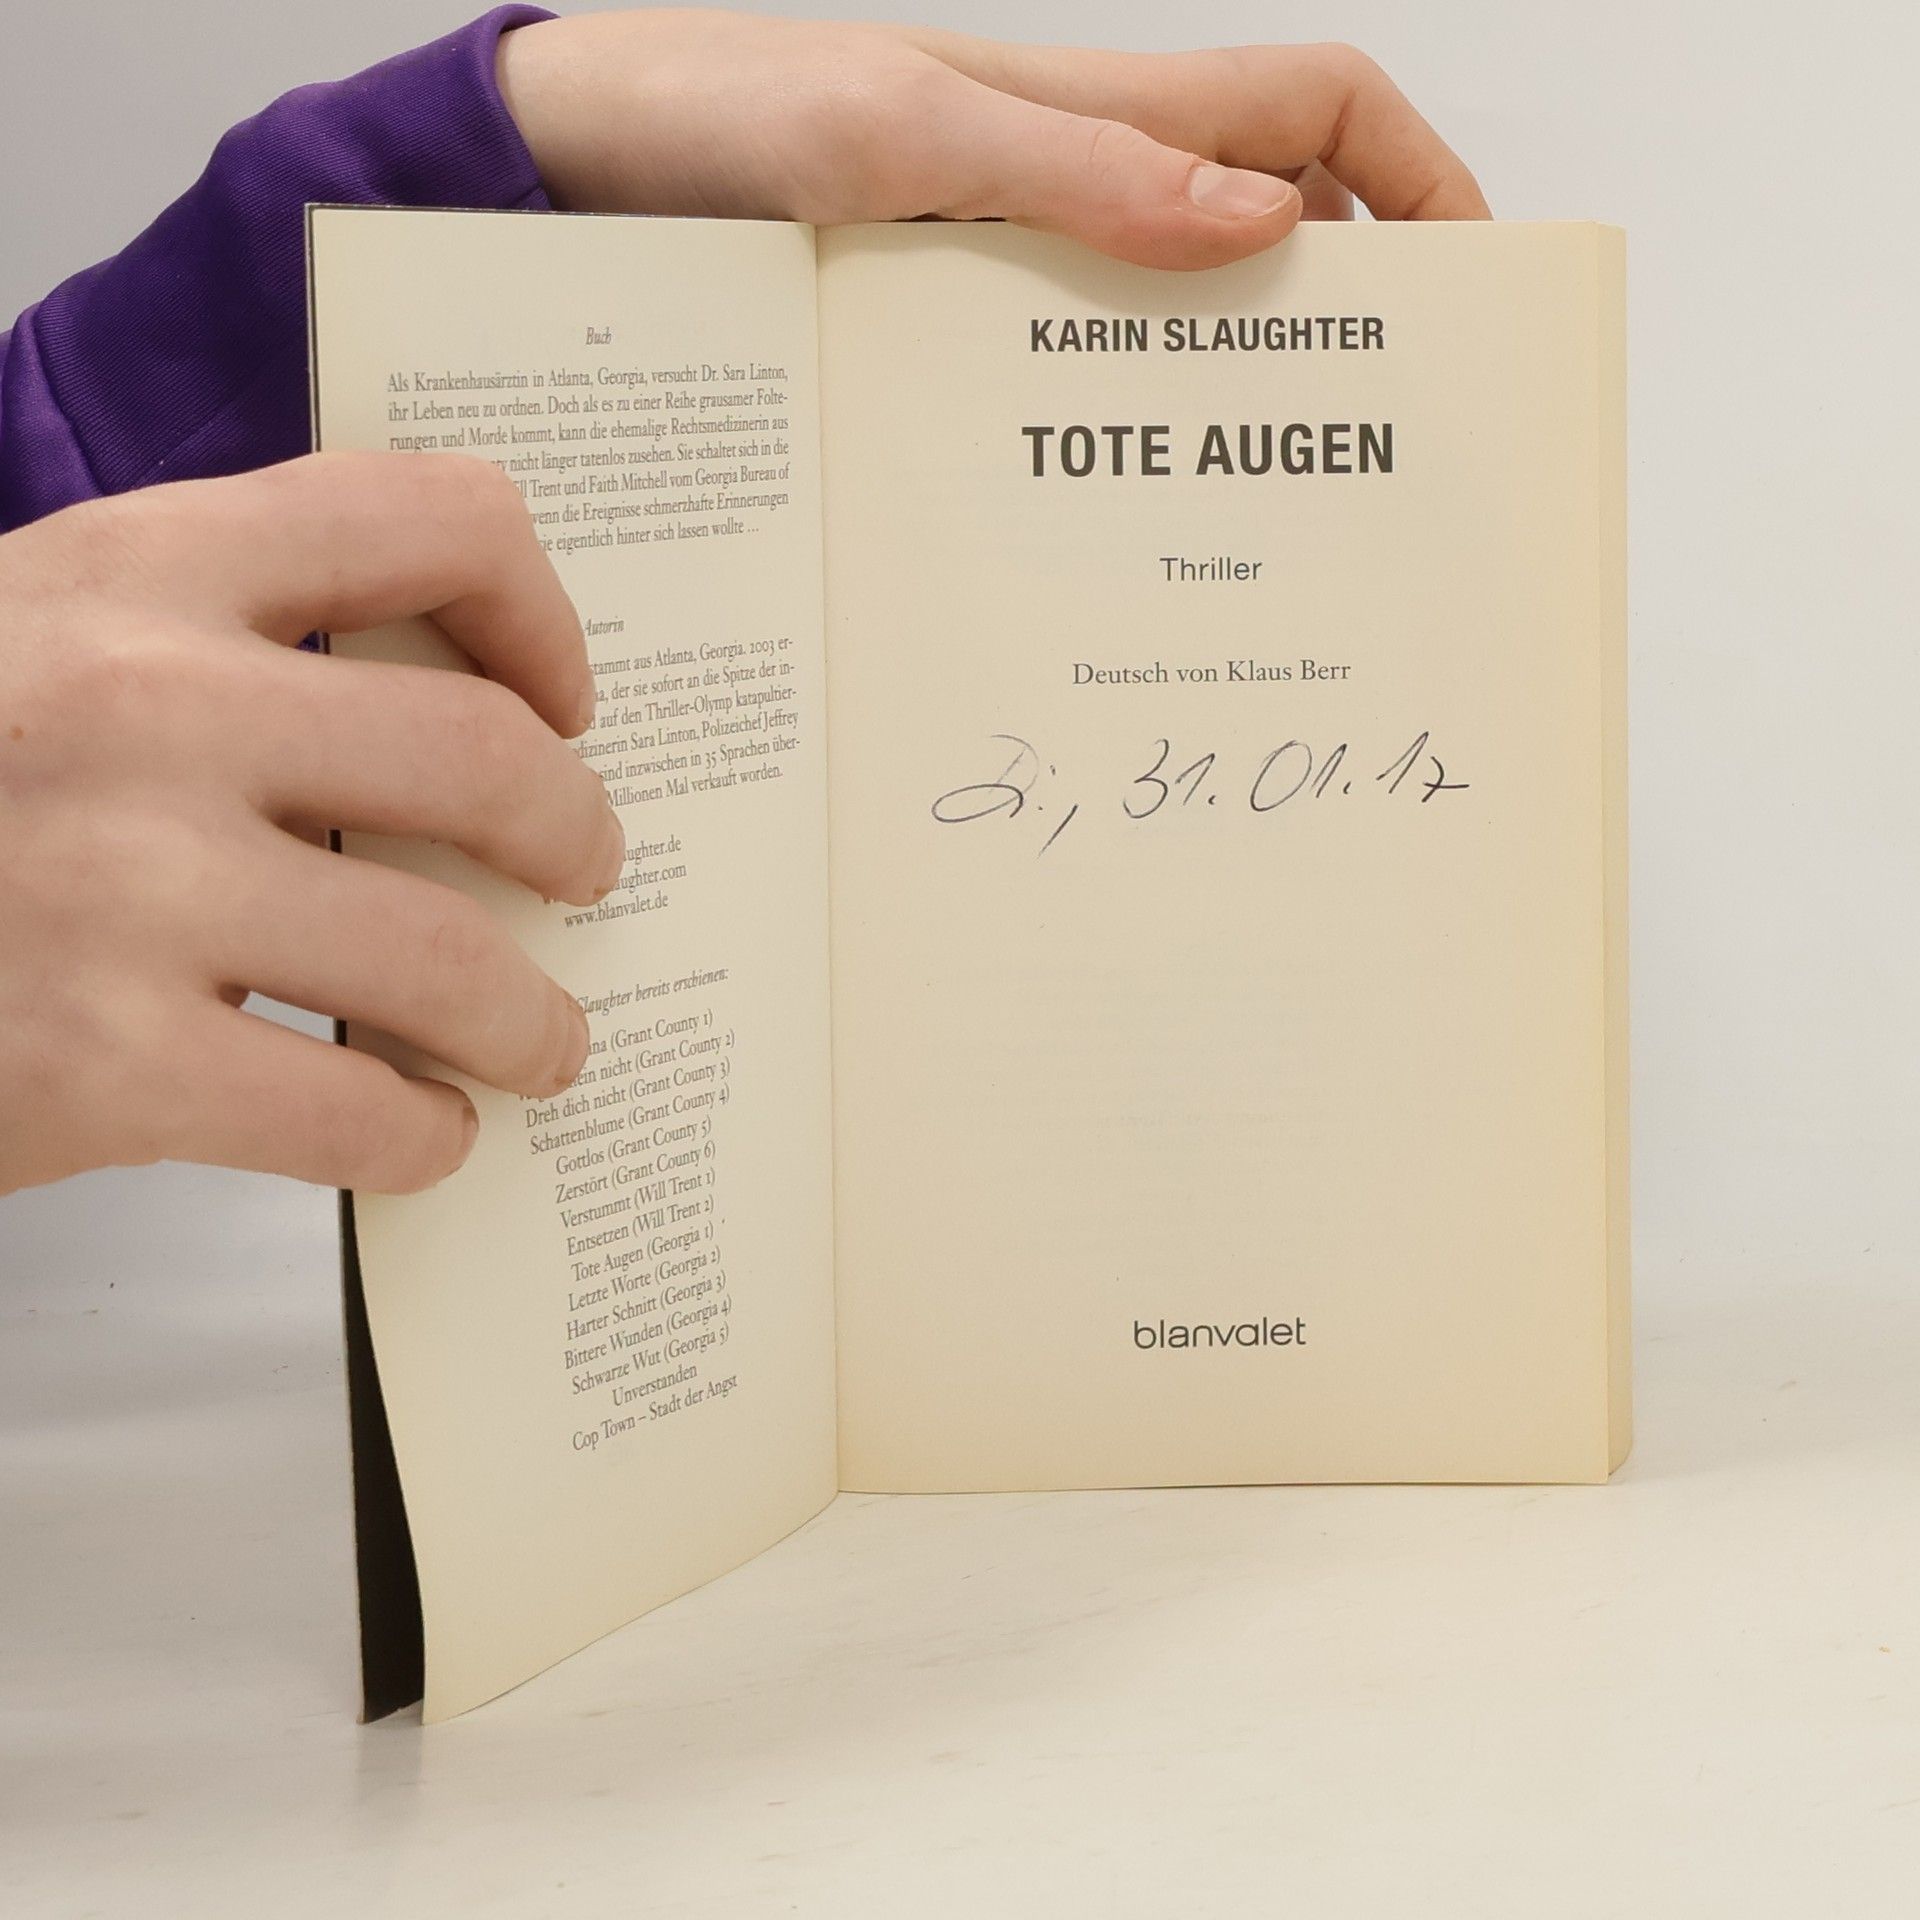 Buch
Als Krankenhausärztin in Atlanta, Georgia, versucht Dr. Sara Linton,
ihr Leben neu zu ordnen. Doch als es zu einer Reihe grausamer Folte-
rungen und Morde kommt, kann die ehemalige Rechtsmedizinerin aus
nicht länger tatenlos zusehen. Sie schaltet sich in die
Trent und Faith Mitchell vom Georgia Bureau of
wenn die Ereignisse schmerzhafte Erinnerungen
sie eigentlich hinter sich lassen wollte ...
Autorin
stammt aus Atlanta, Georgia. 2003 er-
der sie sofort an die Spitze der in-
auf den Thriller-Olymp katapultier-
Sara Linton, Polizeichef Jeffrey
sind inzwischen in 35 Sprachen über-
Millionen Mal verkauft worden.
www.blanvalet.de
Slaughter bereits erschienen:
(Grant County 1)
nicht (Grant County 2)
Dreh dich nicht (Grant County 3)
Schattenblume (Grant County 4)
Gottlos (Grant County 5)
Zerstört (Grant County 6)
Verstummt (Will Trent 1)
Entsetzen (Will Trent 2)
Tote Augen (Georgia 1)
Letzte Worte (Georgia 2)
Harter Schnitt (Georgia 3)
Bittere Wunden (Georgia 4)
Schwarze Wut (Georgia 5)
Unverstanden
Cop Town – Stadt der Angst
KARIN SLAUGHTER
TOTE AUGEN
Thriller
Deutsch von Klaus Berr
Di., 31. 01. 17
blanvalet